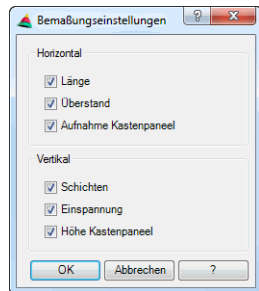 Bemaßungseinstellungen
?
Horizontal
Länge
Überstand
Aufnahme Kastenpaneel
Vertikal
Schichten
Einspannung
Höhe Kastenpaneel
OK Abbrechen ?